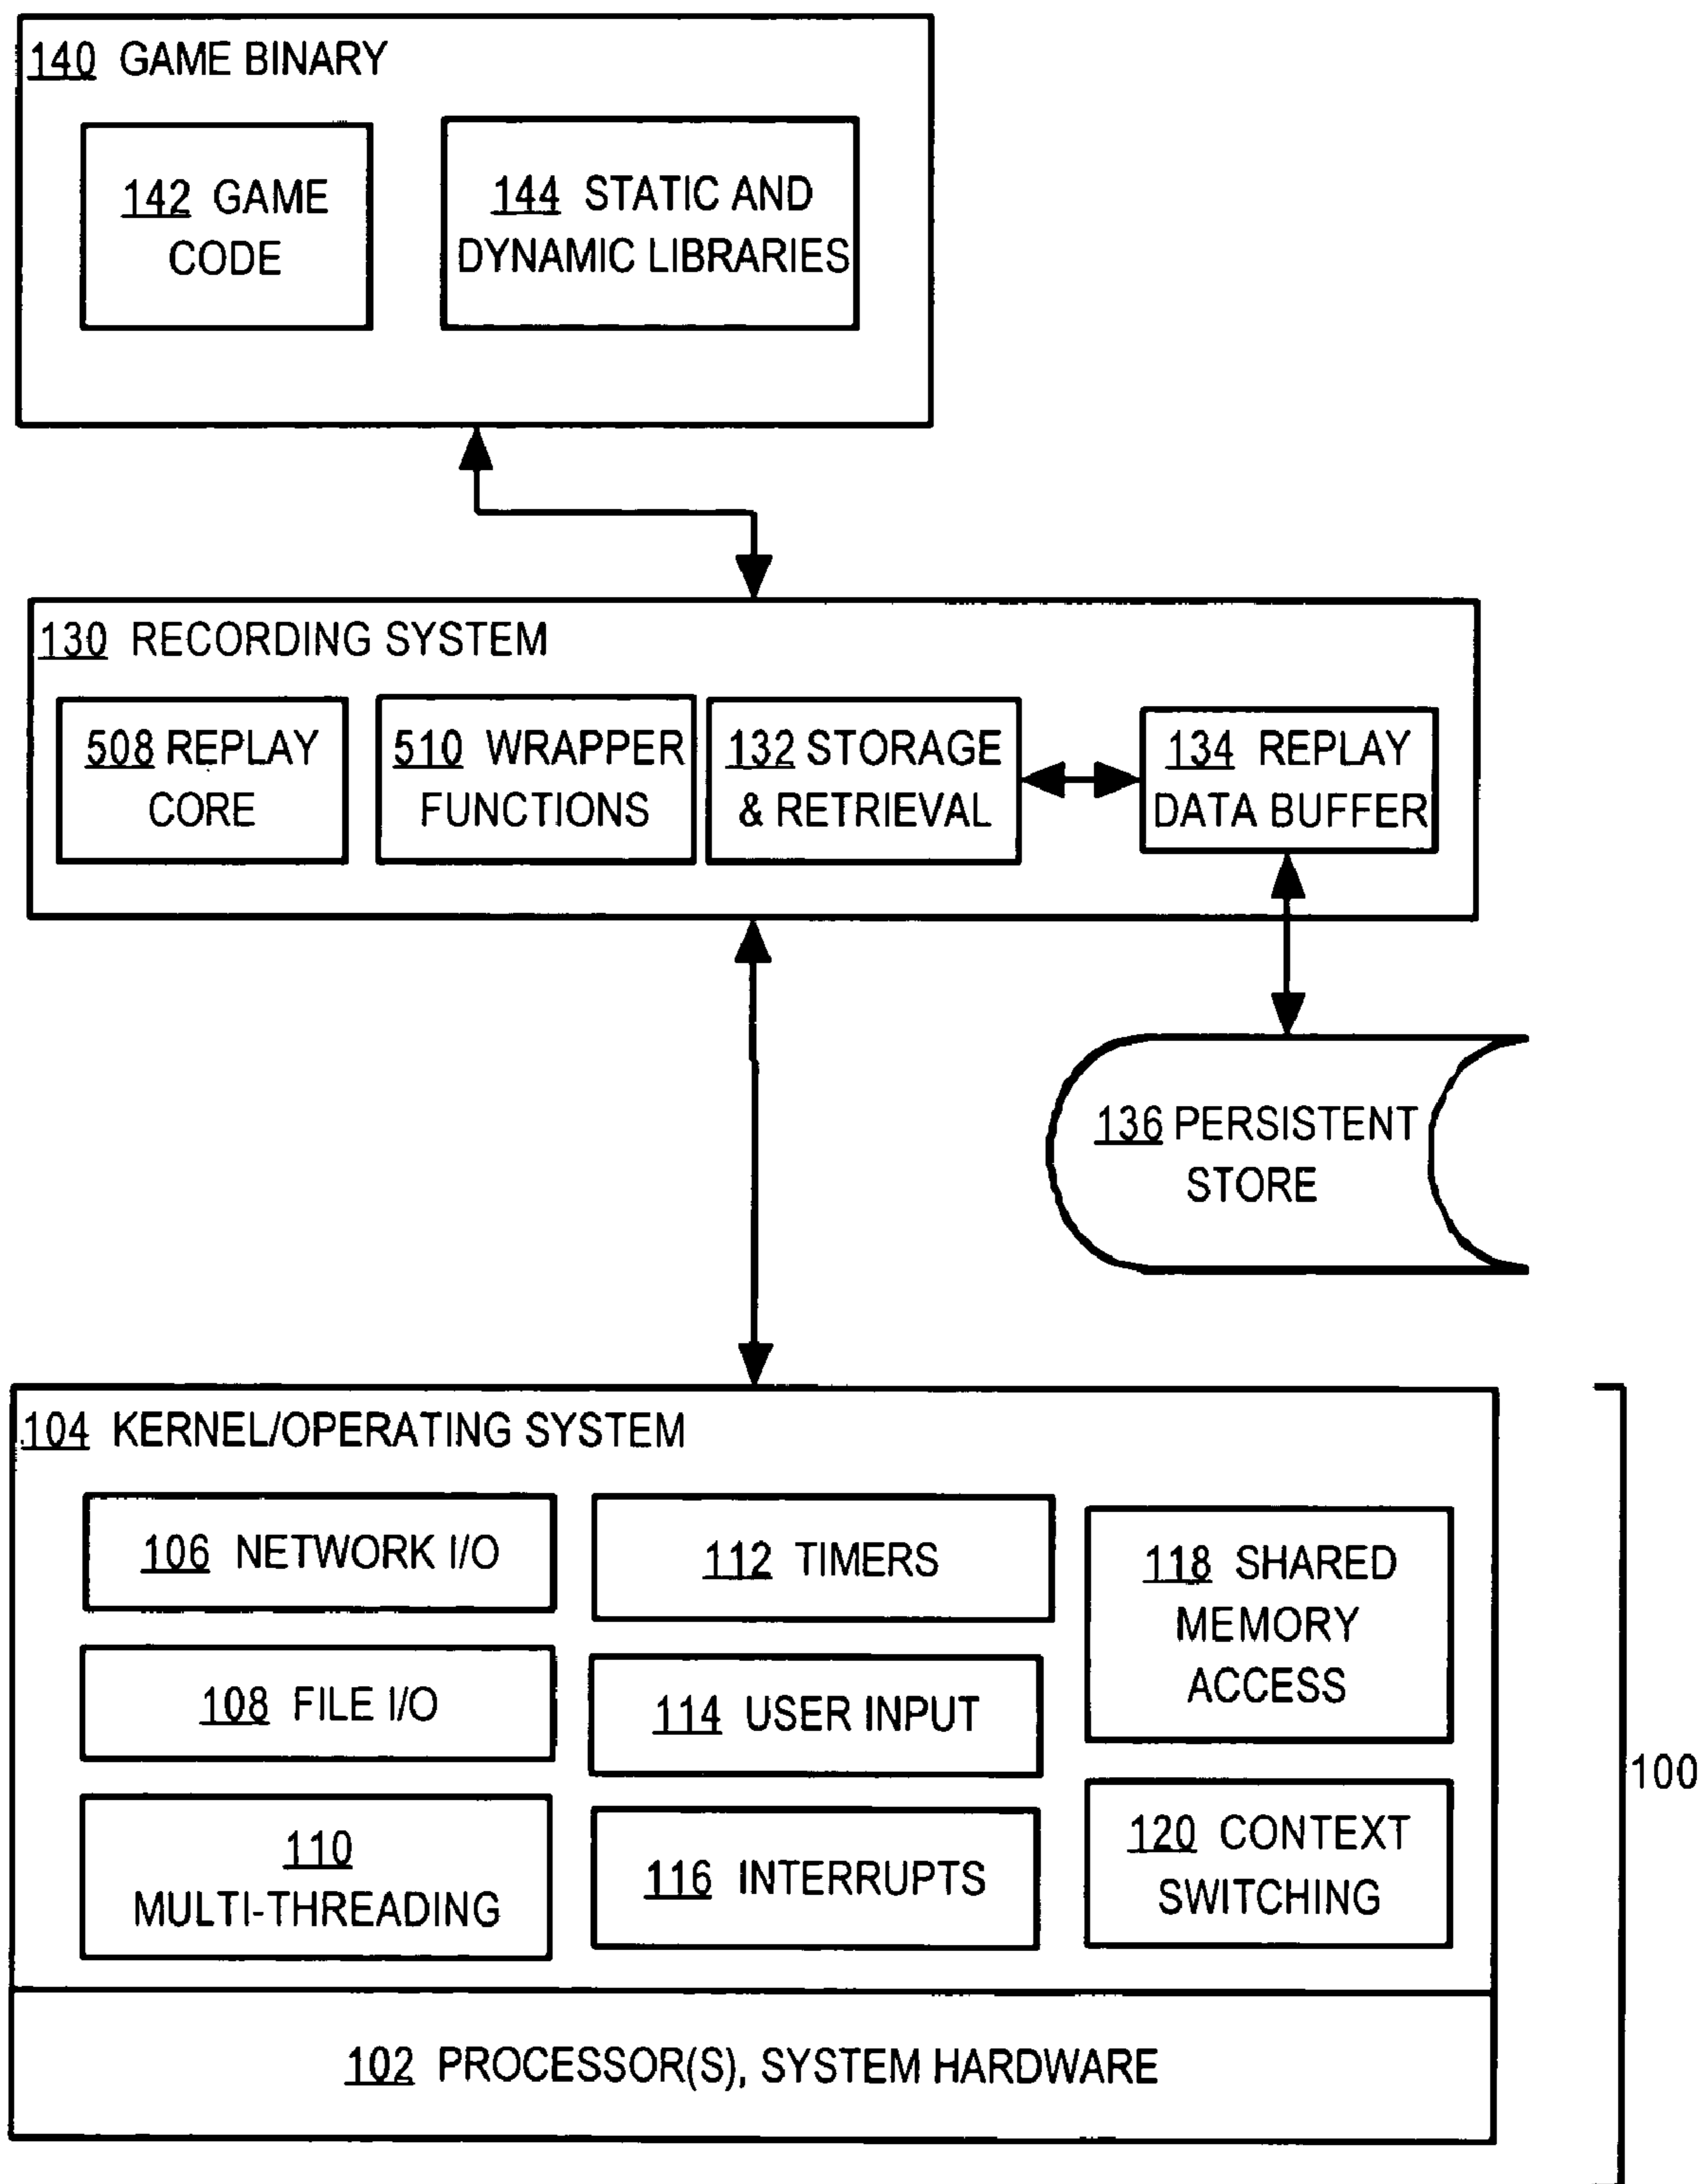 140 GAME BINARY
142 GAME
CODE
144 STATIC AND
DYNAMIC LIBRARIES
130 RECORDING SYSTEM
508 REPLAY
CORE
510 WRAPPER
FUNCTIONS
132 STORAGE
& RETRIEVAL
134 REPLAY
DATA BUFFER
136 PERSISTENT
STORE
104 KERNEL/OPERATING SYSTEM
106 NETWORK I/O
108 FILE I/O
110
MULTI-THREADING
112 TIMERS
114 USER INPUT
116 INTERRUPTS
118 SHARED
MEMORY
ACCESS
120 CONTEXT
SWITCHING
100
102 PROCESSOR(S), SYSTEM HARDWARE